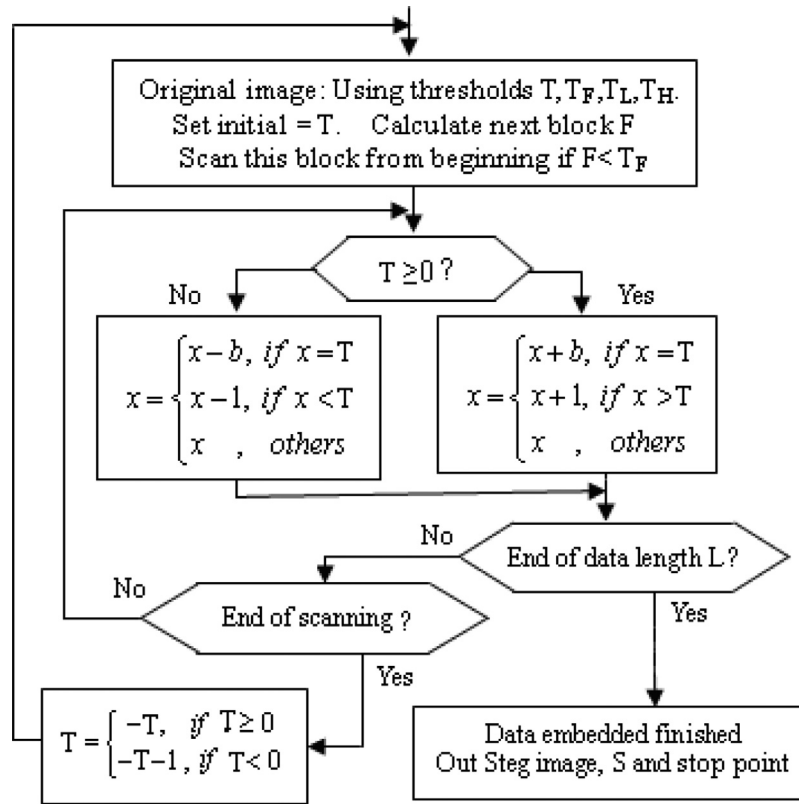 Original image: Using thresholds T,T_F,T_L,T_H.
Set initial = T. Calculate next block F
Scan this block from beginning if F< T_F
T ≥0 ?
No
Yes
x = { x − b, if x = T
x − 1, if x < T
x , others
x = { x + b, if x = T
x + 1, if x > T
x , others
No
End of data length L?
No
End of scanning ?
Yes
Yes
T = { −T, if T ≥ 0
−T−1, if T < 0
Data embedded finished
Out Steg image, S and stop point